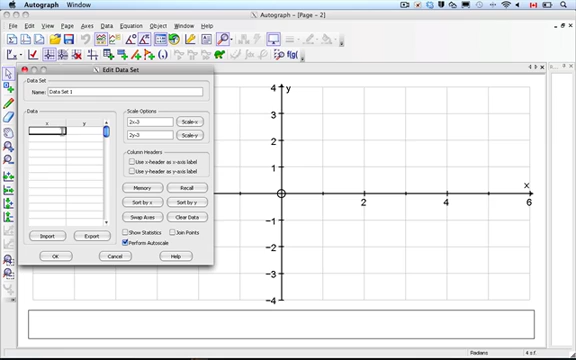 Autograph Window
Autograph - [Page - 2]
File Edit View Page Axes Data Equation Object Window Help
Edit Data Set
Data Set
Name: Data Set 1
Data
x y
Scale Options
2x-3 Scale-x
2y-3 Scale-y
Column Headers
Use x-header as x-axis label
Use y-header as y-axis label
Memory Recall
Sort by x Sort by y
Swap Axes Clear Data
Show Statistics Join Points
Perform Autoscale
Import Export
OK Cancel Help
y
4
3
2
1
x
2 4 6
−1
−2
−3
−4
Radians